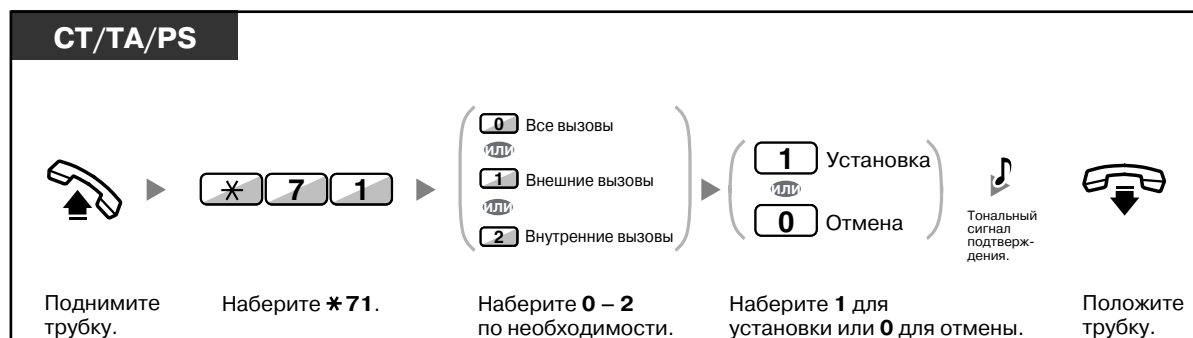 CT/TA/PS
* 7 1
0 Все вызовы
или
1 Внешние вызовы
или
2 Внутренние вызовы
1 Установка
или
0 Отмена
Тональный
сигнал
подтверж-
дения.
Поднимите
трубку.
Наберите *71.
Наберите 0 – 2
по необходимости.
Наберите 1 для
установки или 0 для отмены.
Положите
трубку.